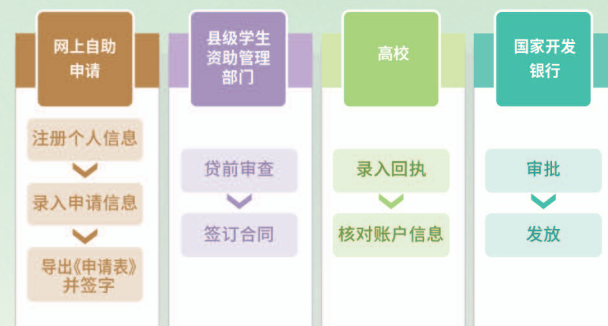 网上自助
申请
注册个人信息
录入申请信息
导出《申请表》
并签字
县级学生
资助管理
部门
贷前审查
签订合同
高校
录入回执
核对账户信息
国家开发
银行
审批
发放